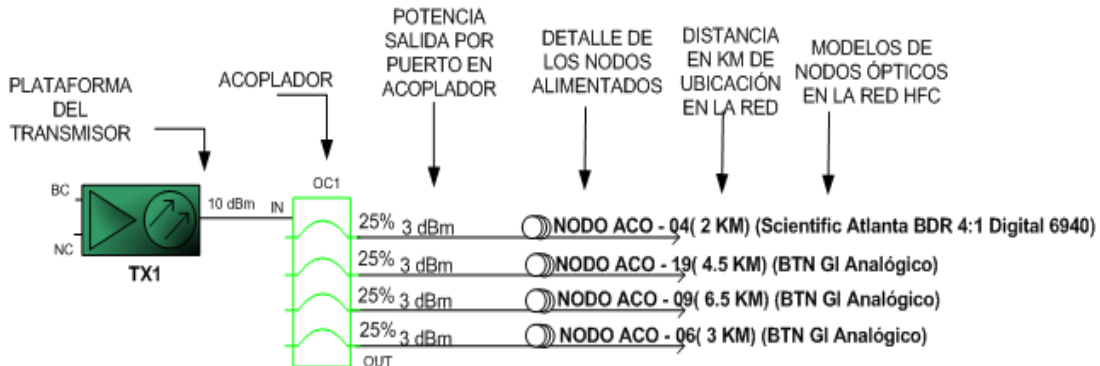 PLATAFORMA
DEL
TRANSMISOR
ACOPLADOR
POTENCIA
SALIDA POR
PUERTO EN
ACOPLADOR
DETALLE DE
LOS NODOS
ALIMENTADOS
DISTANCIA
EN KM DE
UBICACIÓN
EN LA RED
MODELOS DE
NODOS ÓPTICOS
EN LA RED HFC
BC
NC
TX1
10 dBm
IN
OC1
25% 3 dBm NODO ACO - 04( 2 KM) (Scientific Atlanta BDR 4:1 Digital 6940)
25% 3 dBm NODO ACO - 19( 4.5 KM) (BTN GI Analógico)
25% 3 dBm NODO ACO - 09( 6.5 KM) (BTN GI Analógico)
25% 3 dBm NODO ACO - 06( 3 KM) (BTN GI Analógico)
OUT